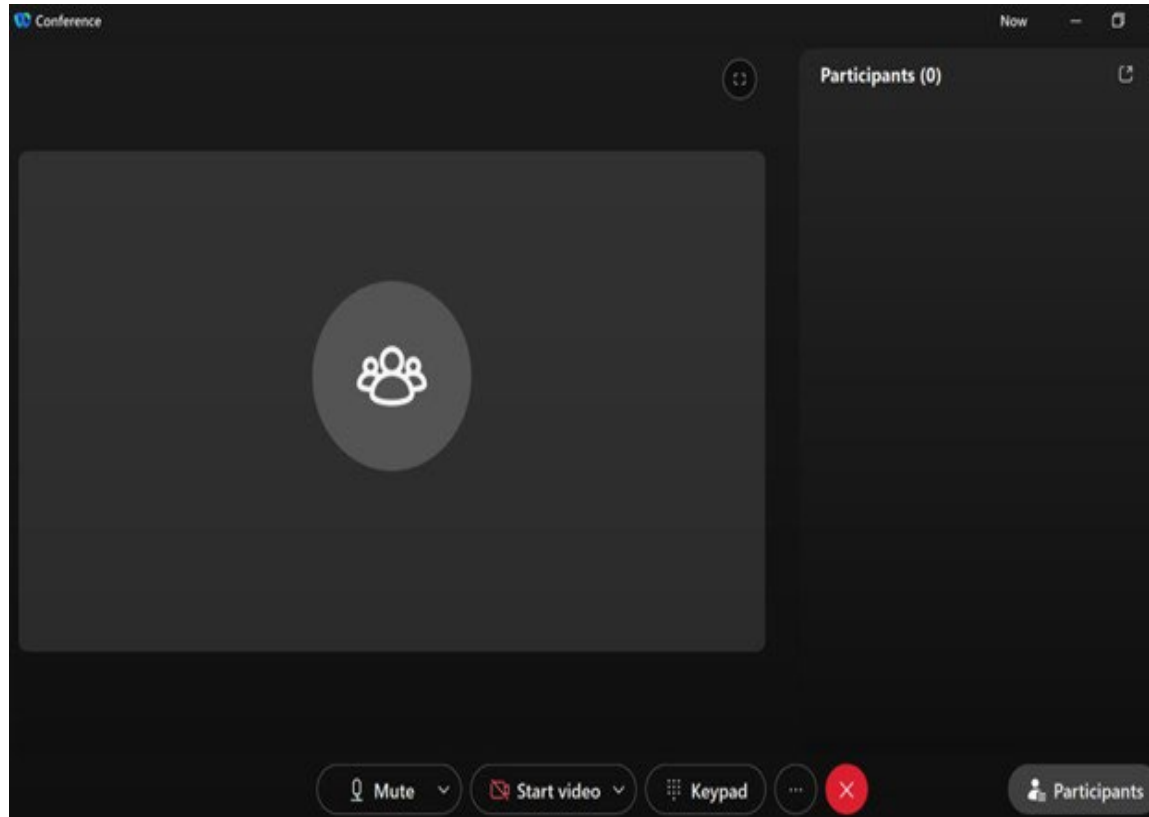 Conference
Now
Participants (0)
Mute
Start video
Keypad
Participants